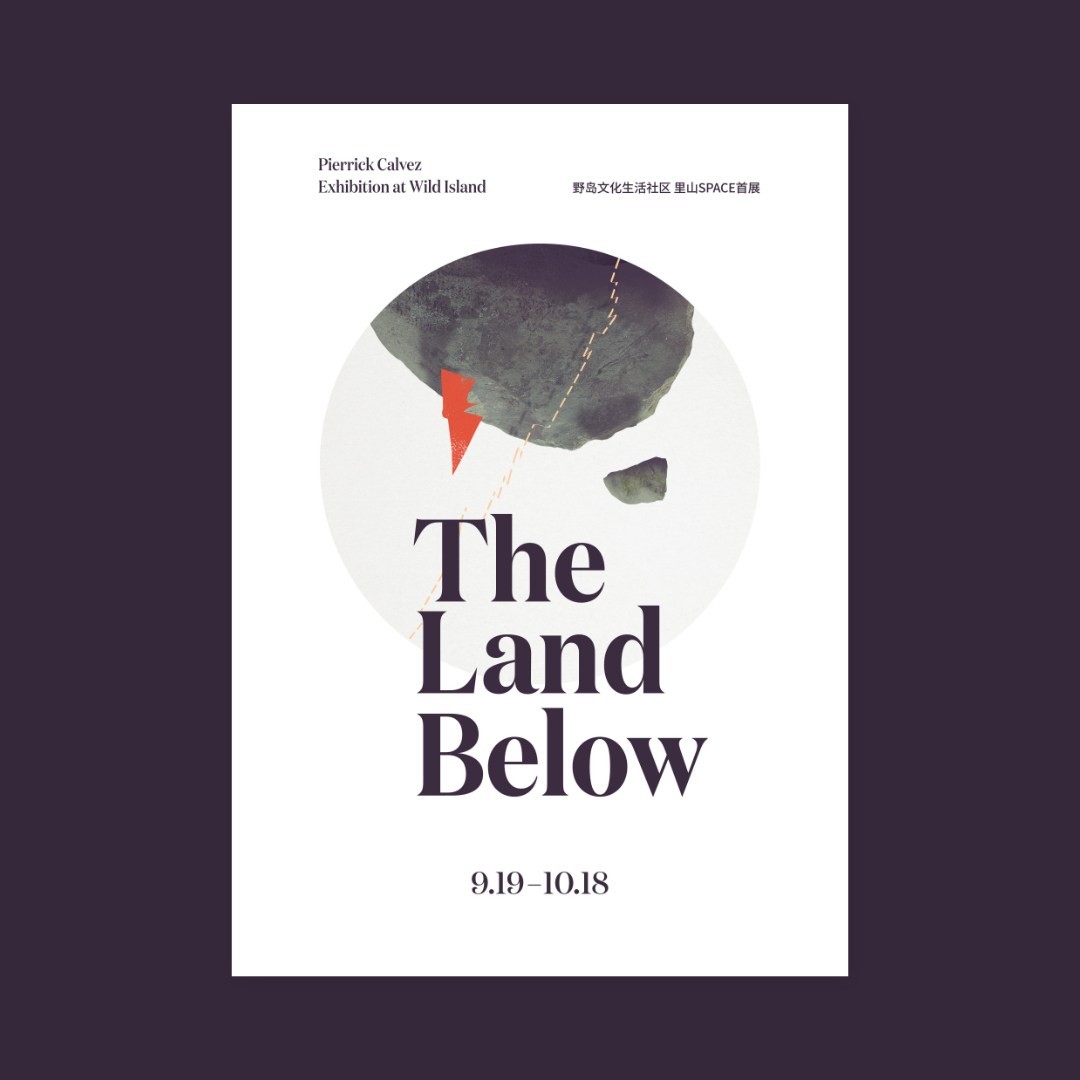 Pierrick Calvez
Exhibition at Wild Island
野岛文化生活社区 里山SPACE首展
The
Land
Below
9.19–10.18